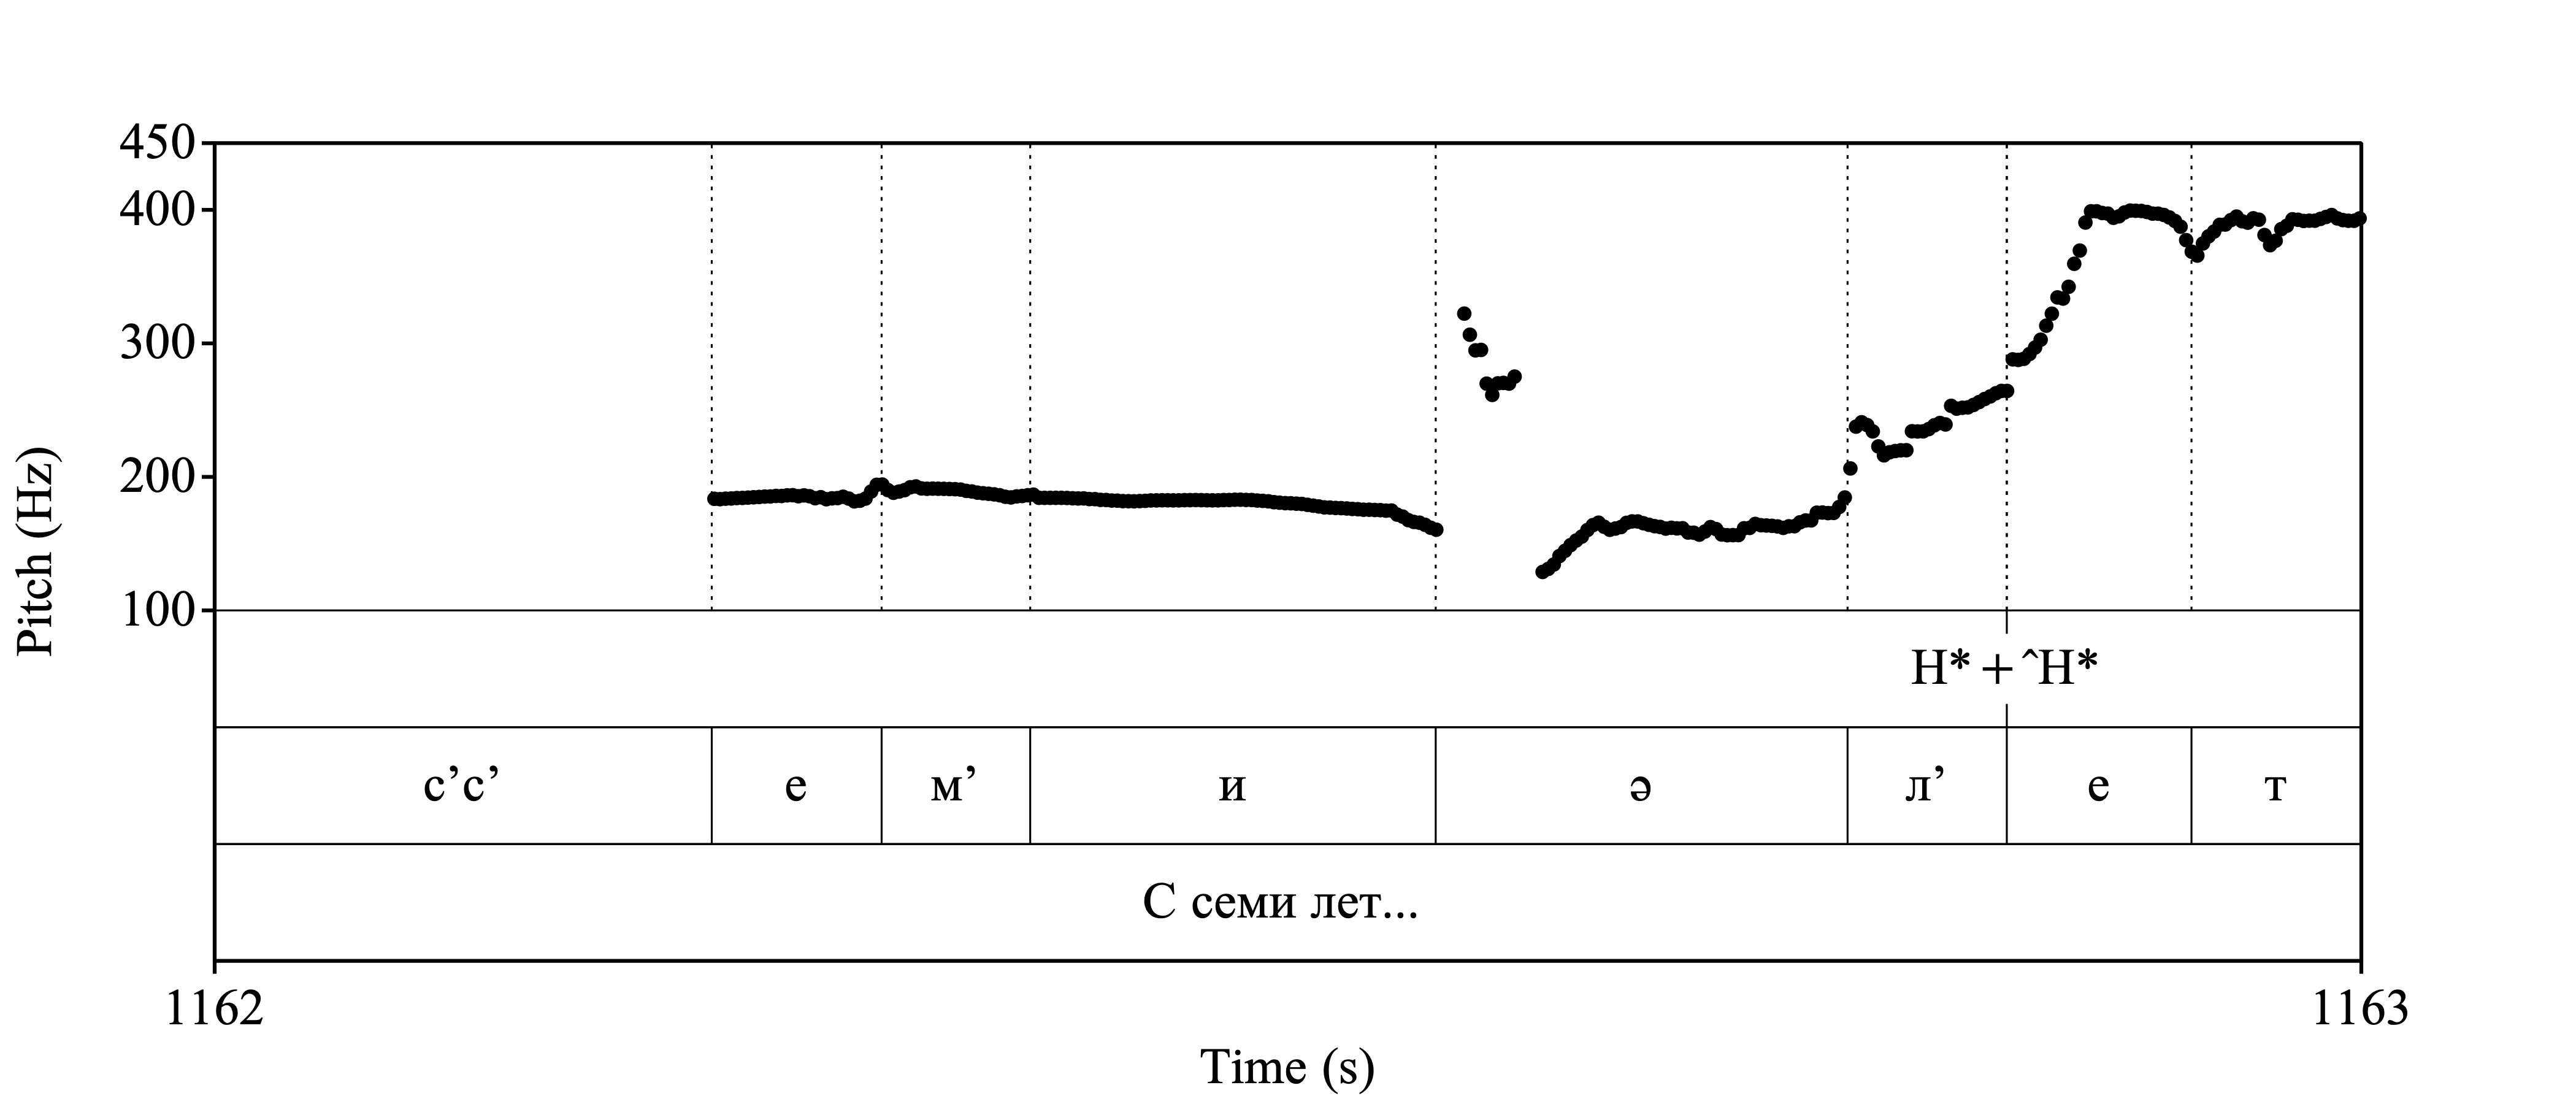 450
400
300
200
100
Pitch (Hz)
H* + ^H*
с’с’ е м’ и ә л’ е т
С семи лет...
1162 1163
Time (s)